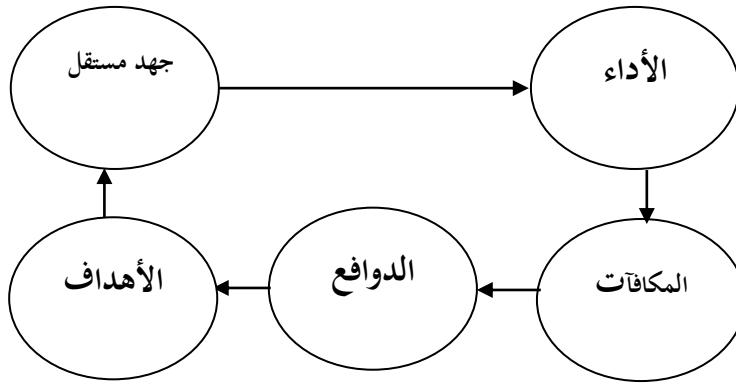 الأداء
جهد مستقل
المكافآت
الدوافع
الأهداف